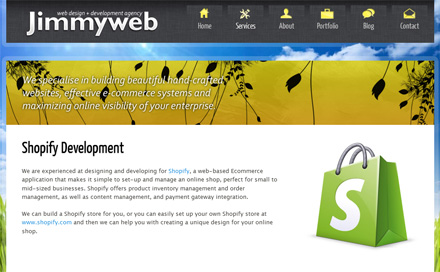 web design + development agency
Jimmyweb
Home Services About Portfolio Blog Contact
We specialise in building beautiful hand-crafted
websites, effective e-commerce systems and
maximizing online visibility of your enterprise.
Shopify Development
We are experienced at designing and developing for Shopify, a web-based Ecommerce
application that makes it simple to set-up and manage an online shop, perfect for small to
mid-sized businesses. Shopify offers product inventory management and order
management, as well as content management, and payment gateway integration.
We can build a Shopify store for you, or you can easily set up your own Shopify store at
www.shopify.com and then we can help you with creating a unique design for your online
shop.
S